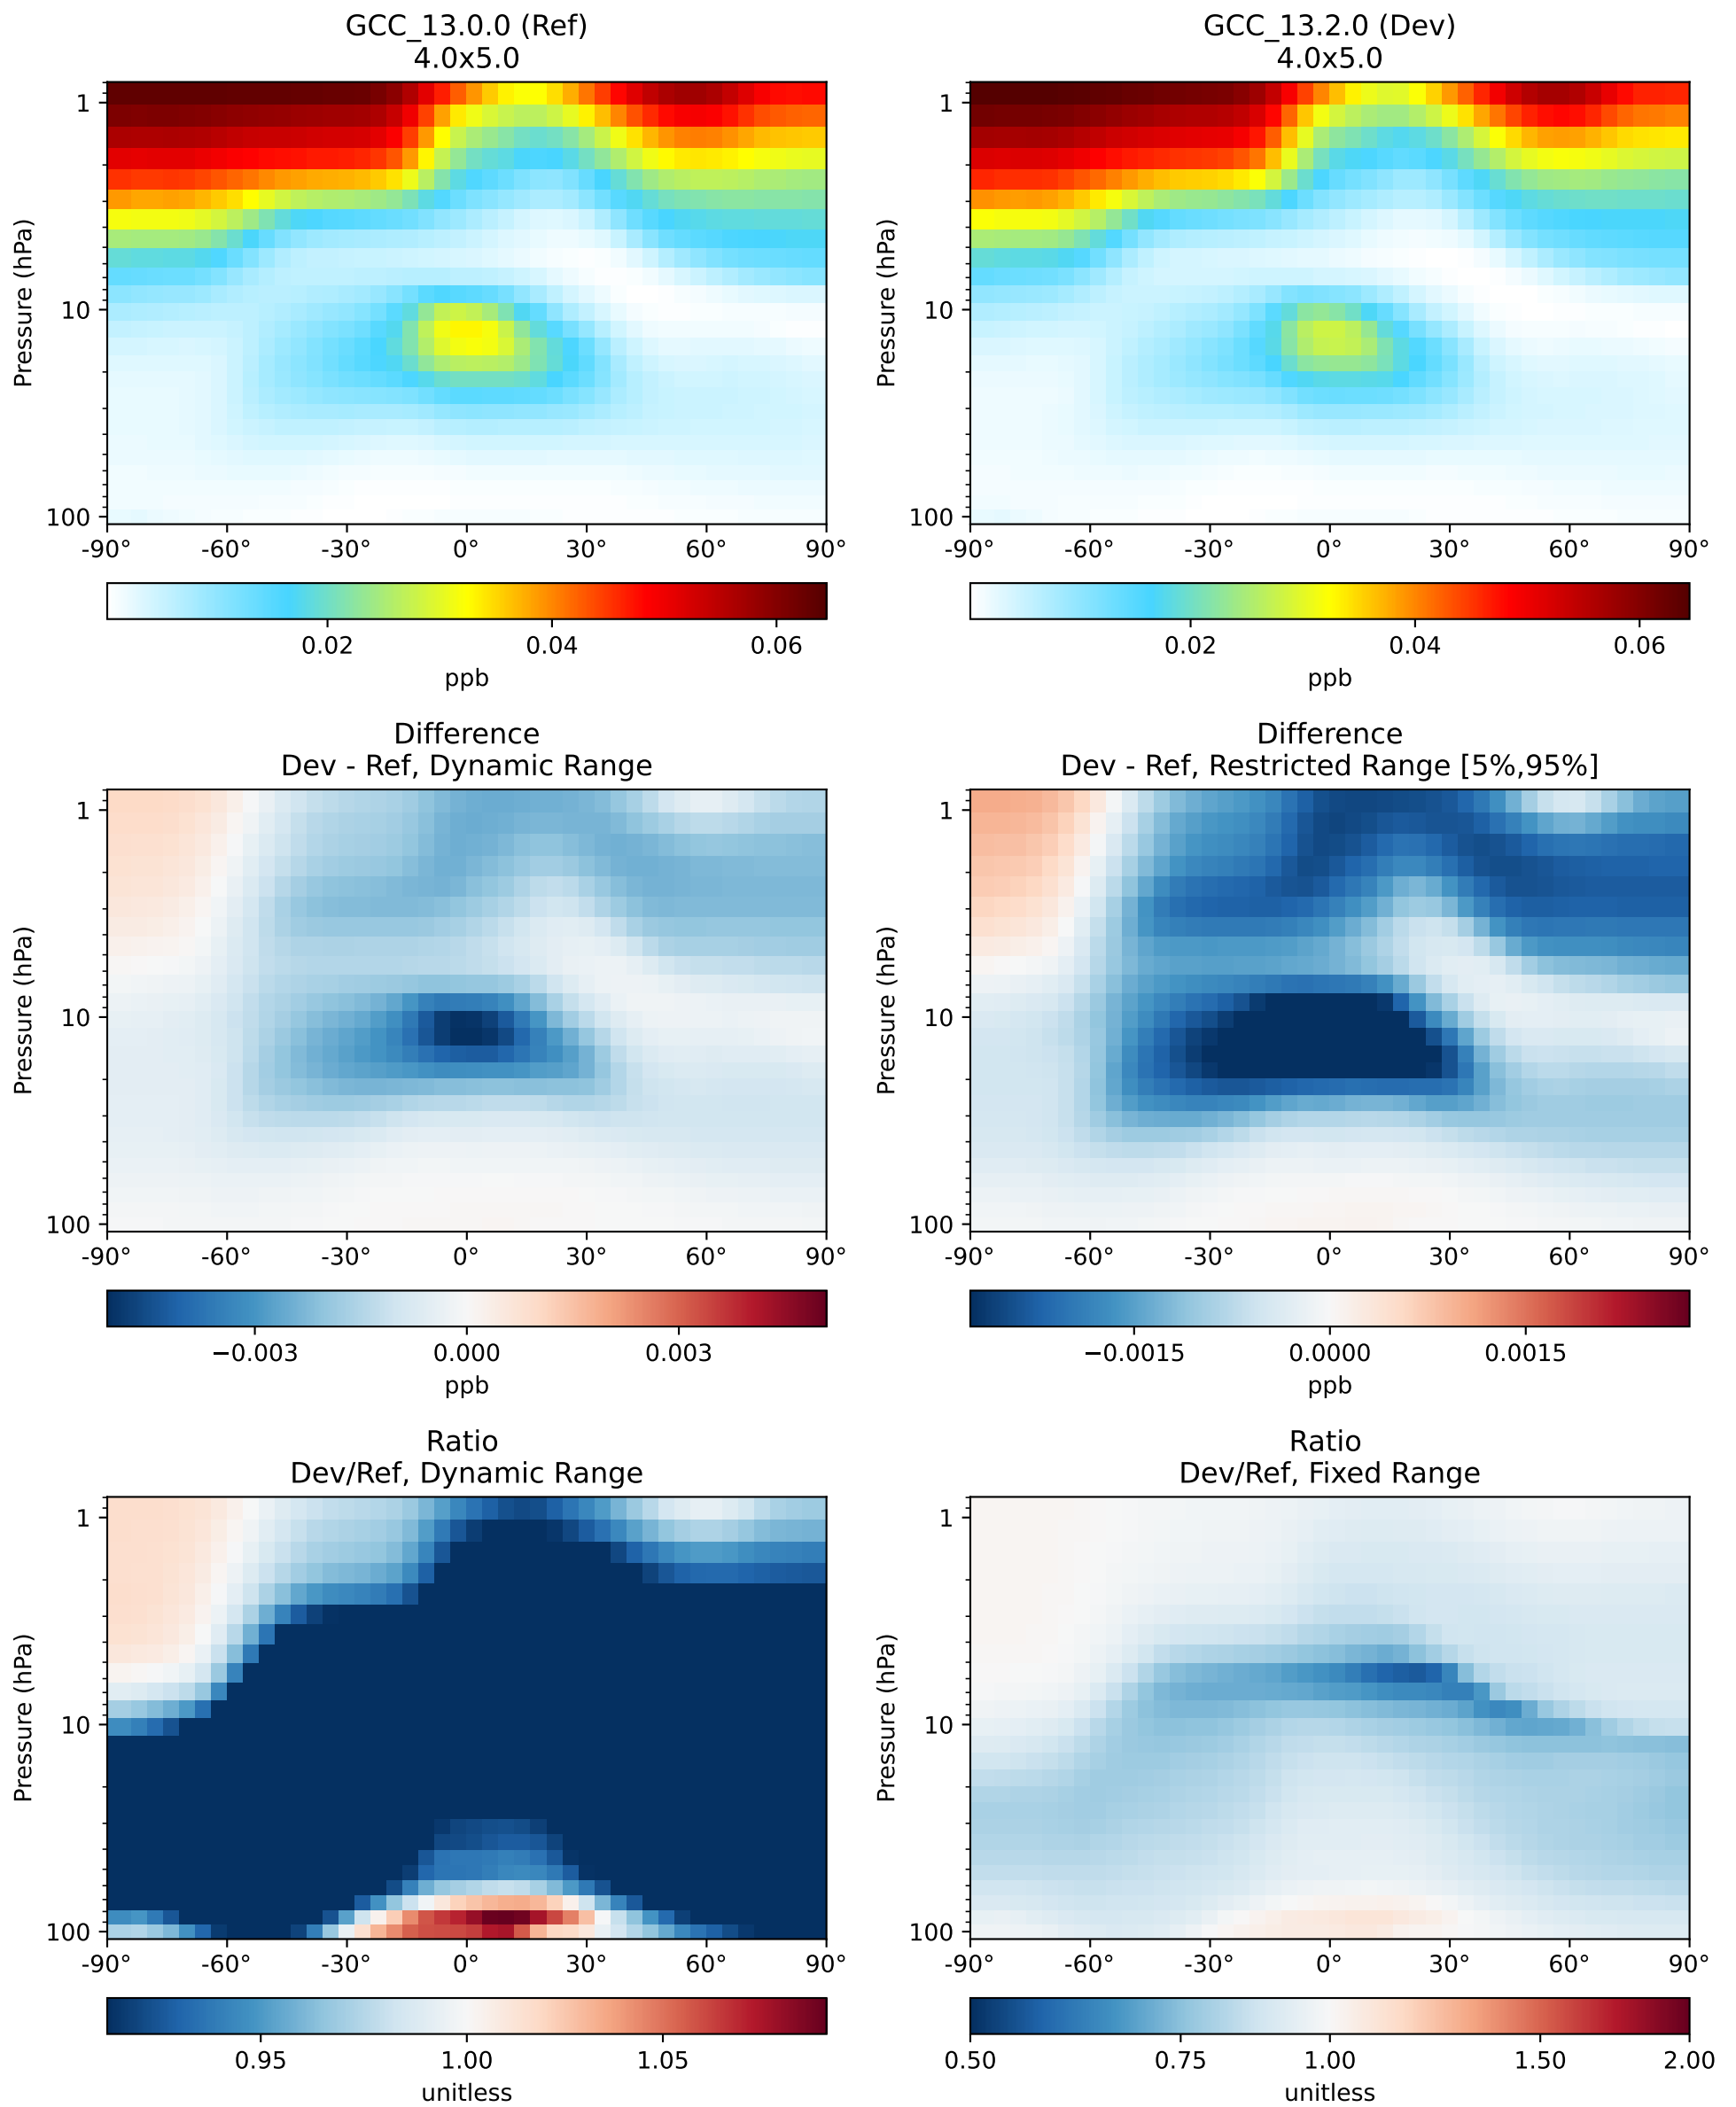 GCC_13.0.0 (Ref)
4.0x5.0
Pressure (hPa)
1
10
100
-90° -60° -30° 0° 30° 60° 90°
0.02 0.04 0.06
ppb
GCC_13.2.0 (Dev)
4.0x5.0
Pressure (hPa)
1
10
100
-90° -60° -30° 0° 30° 60° 90°
0.02 0.04 0.06
ppb
Difference
Dev - Ref, Dynamic Range
Pressure (hPa)
1
10
100
-90° -60° -30° 0° 30° 60° 90°
−0.003 0.000 0.003
ppb
Difference
Dev - Ref, Restricted Range [5%,95%]
Pressure (hPa)
1
10
100
-90° -60° -30° 0° 30° 60° 90°
−0.0015 0.0000 0.0015
ppb
Ratio
Dev/Ref, Dynamic Range
Pressure (hPa)
1
10
100
-90° -60° -30° 0° 30° 60° 90°
0.95 1.00 1.05
unitless
Ratio
Dev/Ref, Fixed Range
Pressure (hPa)
1
10
100
-90° -60° -30° 0° 30° 60° 90°
0.50 0.75 1.00 1.50 2.00
unitless